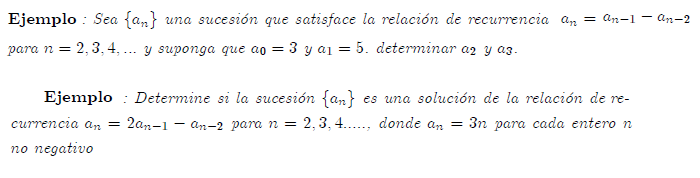 Ejemplo : Sea {aₙ} una sucesión que satisface la relación de recurrencia aₙ = aₙ₋₁ − aₙ₋₂
para n = 2, 3, 4, ... y suponga que a₀ = 3 y a₁ = 5. determinar a₂ y a₃.
Ejemplo : Determine si la sucesión {aₙ} es una solución de la relación de re-
currencia aₙ = 2aₙ₋₁ − aₙ₋₂ para n = 2, 3, 4....., donde aₙ = 3n para cada entero n
no negativo